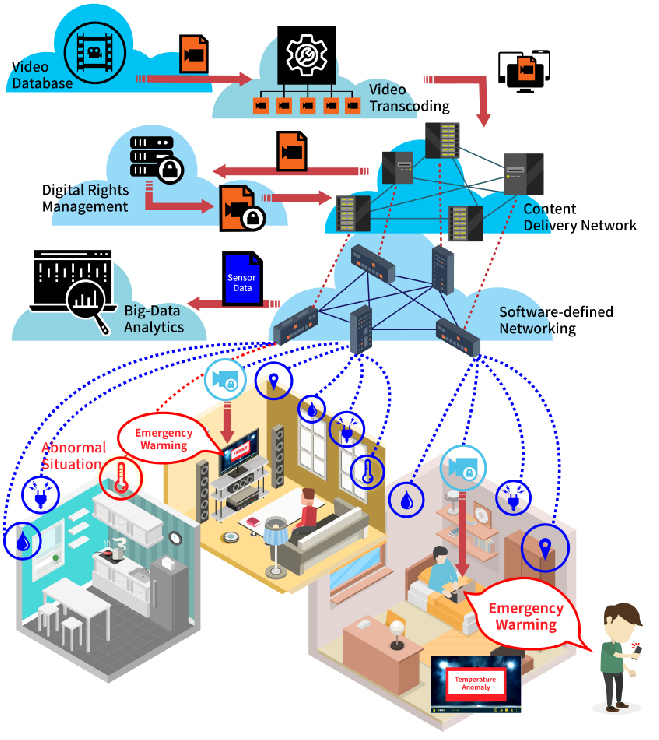 Video
Database
Video
Transcoding
Digital Rights
Management
Content
Delivery Network
Sensor
Data
Big-Data
Analytics
Software-defined
Networking
Emergency
Warming
Abnormal
Situation
Emergency
Warming
Temperature
Anomaly